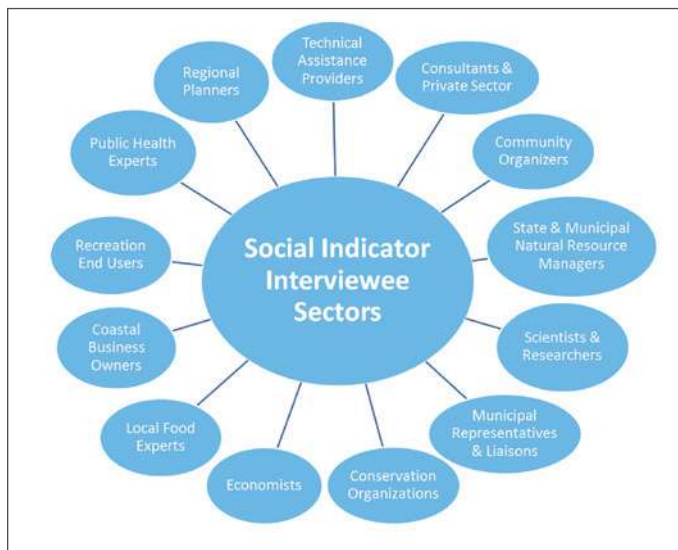 Technical
Assistance
Providers
Consultants &
Private Sector
Community
Organizers
State & Municipal
Natural Resource
Managers
Scientists &
Researchers
Municipal
Representatives
& Liaisons
Conservation
Organizations
Economists
Local Food
Experts
Coastal
Business
Owners
Recreation
End Users
Public Health
Experts
Regional
Planners
Social Indicator
Interviewee
Sectors